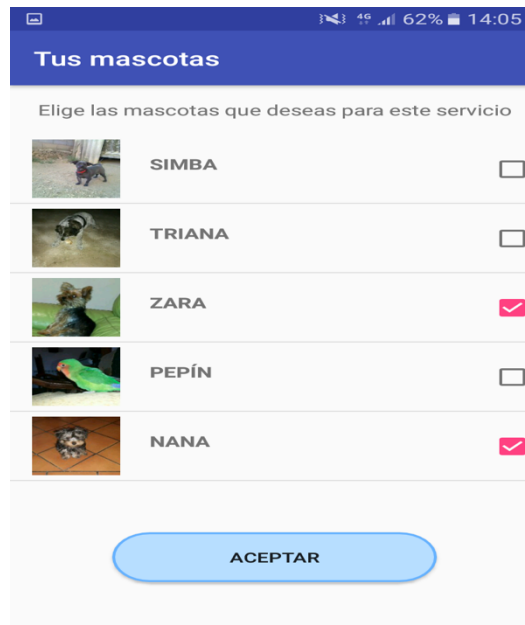 4G 62% 14:05
Tus mascotas
Elige las mascotas que deseas para este servicio
SIMBA
TRIANA
ZARA
PEPÍN
NANA
ACEPTAR